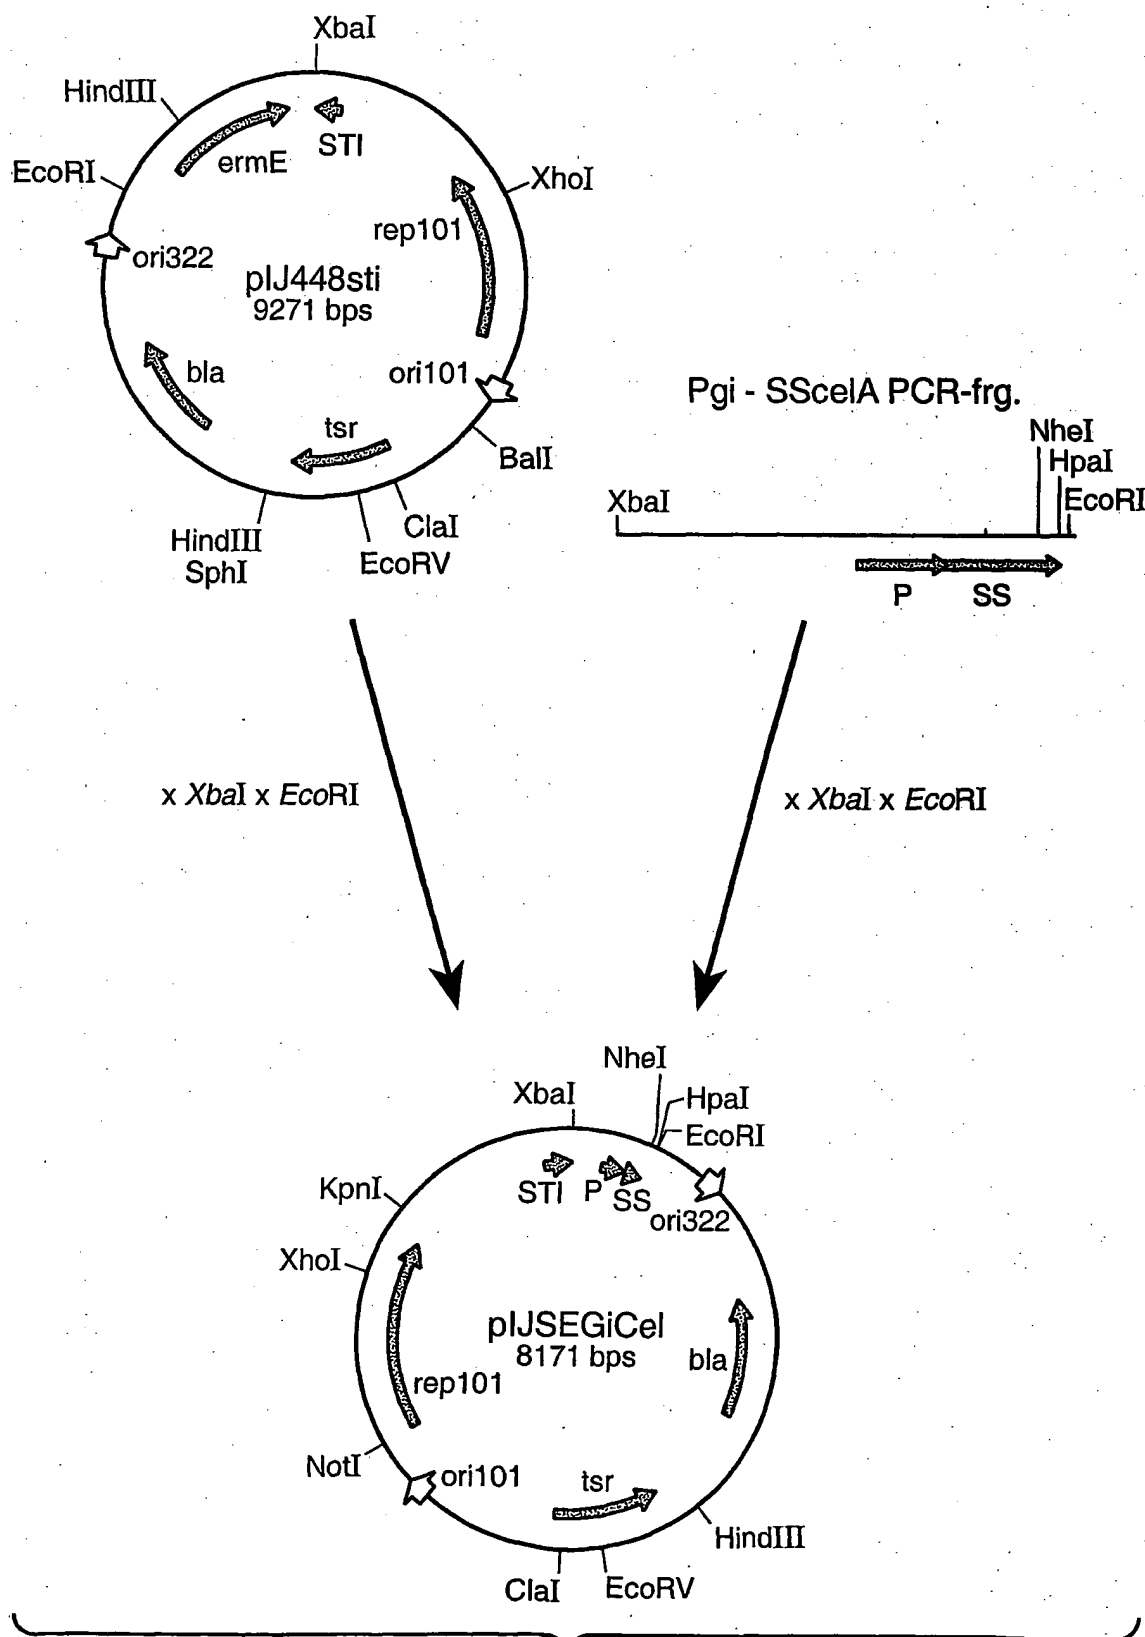 XbaI
HindIII
EcoRI
ermE
STI
XhoI
rep101
ori322
pIJ448sti
9271 bps
bla
ori101
tsr
BalI
ClaI
EcoRV
HindIII
SphI
Pgi - SScelA PCR-frg.
NheI
HpaI
EcoRI
XbaI
P
SS
x XbaI x EcoRI
x XbaI x EcoRI
NheI
XbaI
HpaI
EcoRI
STI
P
SS
ori322
KpnI
XhoI
pIJSEGiCel
8171 bps
bla
rep101
NotI
ori101
tsr
HindIII
ClaI
EcoRV